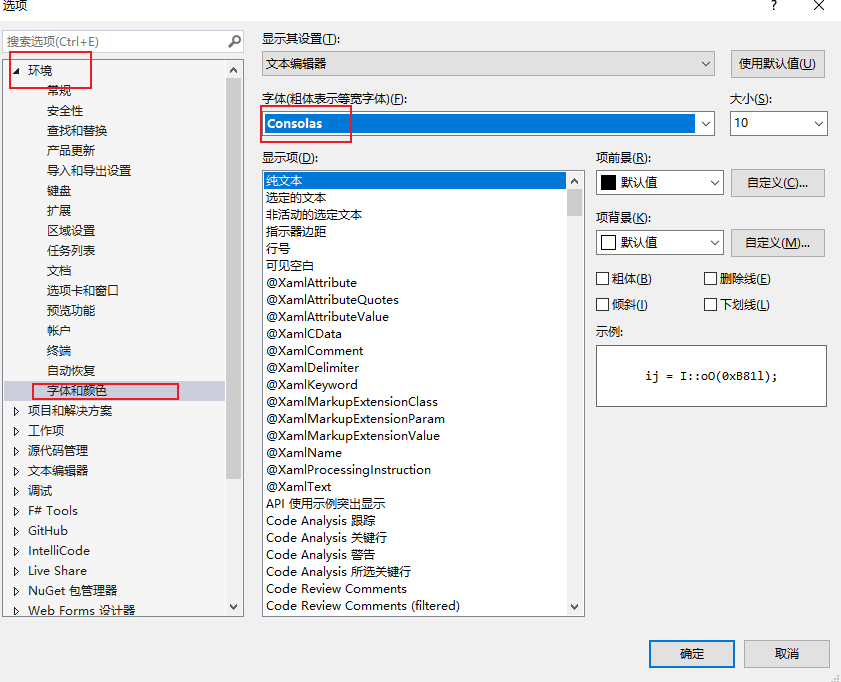 选项
?
搜索选项(Ctrl+E)
环境
常规
安全性
查找和替换
产品更新
导入和导出设置
键盘
扩展
区域设置
任务列表
文档
选项卡和窗口
预览功能
帐户
终端
自动恢复
字体和颜色
项目和解决方案
工作项
源代码管理
文本编辑器
调试
F# Tools
GitHub
IntelliCode
Live Share
NuGet 包管理器
Web Forms 设计器
显示其设置(T):
文本编辑器
使用默认值(U)
字体(粗体表示等宽字体)(F):
Consolas
大小(S):
10
显示项(D):
纯文本
选定的文本
非活动的选定文本
指示器边距
行号
可见空白
@XamlAttribute
@XamlAttributeQuotes
@XamlAttributeValue
@XamlCData
@XamlComment
@XamlDelimiter
@XamlKeyword
@XamlMarkupExtensionClass
@XamlMarkupExtensionParam
@XamlMarkupExtensionValue
@XamlName
@XamlProcessingInstruction
@XamlText
API 使用示例突出显示
Code Analysis 跟踪
Code Analysis 关键行
Code Analysis 警告
Code Analysis 所选关键行
Code Review Comments
Code Review Comments (filtered)
项前景(R):
默认值
自定义(C)...
项背景(K):
默认值
自定义(M)...
粗体(B)
删除线(E)
倾斜(I)
下划线(L)
示例:
ij = I::oO(0xB81l);
确定
取消